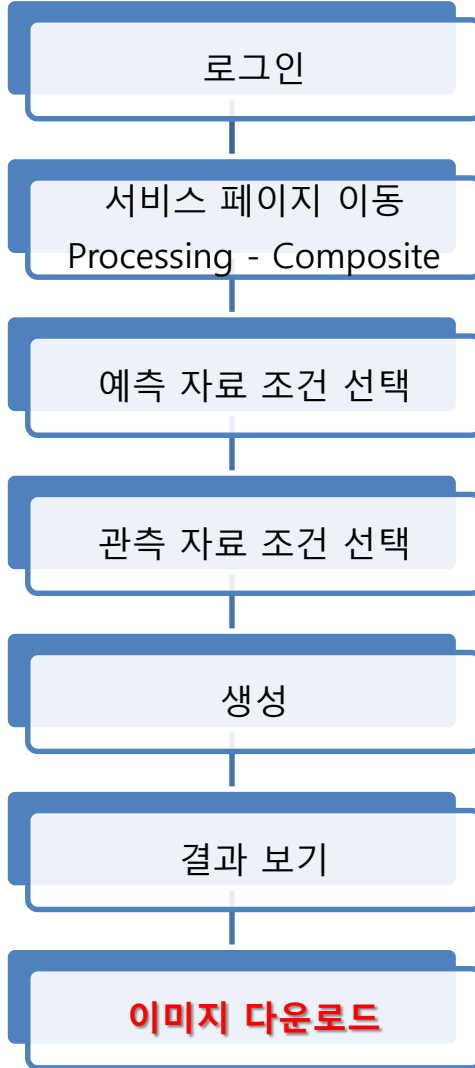 로그인
서비스 페이지 이동
Processing - Composite
예측 자료 조건 선택
관측 자료 조건 선택
생성
결과 보기
이미지 다운로드